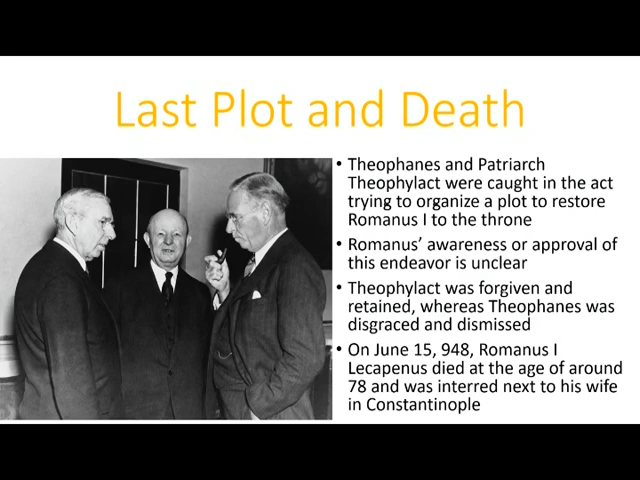 Last Plot and Death
• Theophanes and Patriarch
Theophylact were caught in the act
trying to organize a plot to restore
Romanus I to the throne
• Romanus’ awareness or approval of
this endeavor is unclear
• Theophylact was forgiven and
retained, whereas Theophanes was
disgraced and dismissed
• On June 15, 948, Romanus I
Lecapenus died at the age of around
78 and was interred next to his wife
in Constantinople